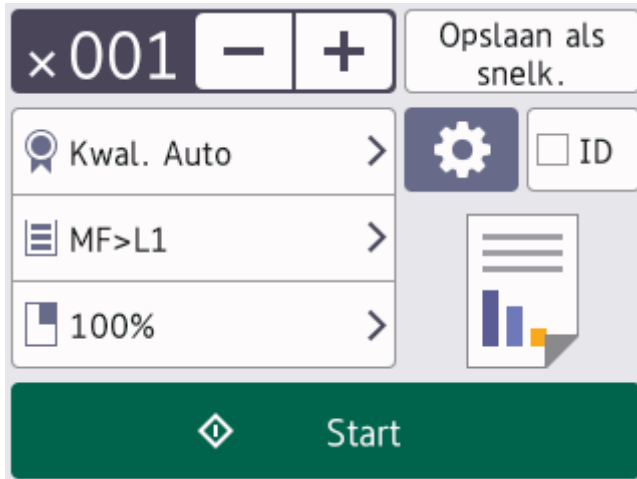 ×001 − +
Opslaan als
snelk.
Kwal. Auto
ID
MF>L1
100%
Start